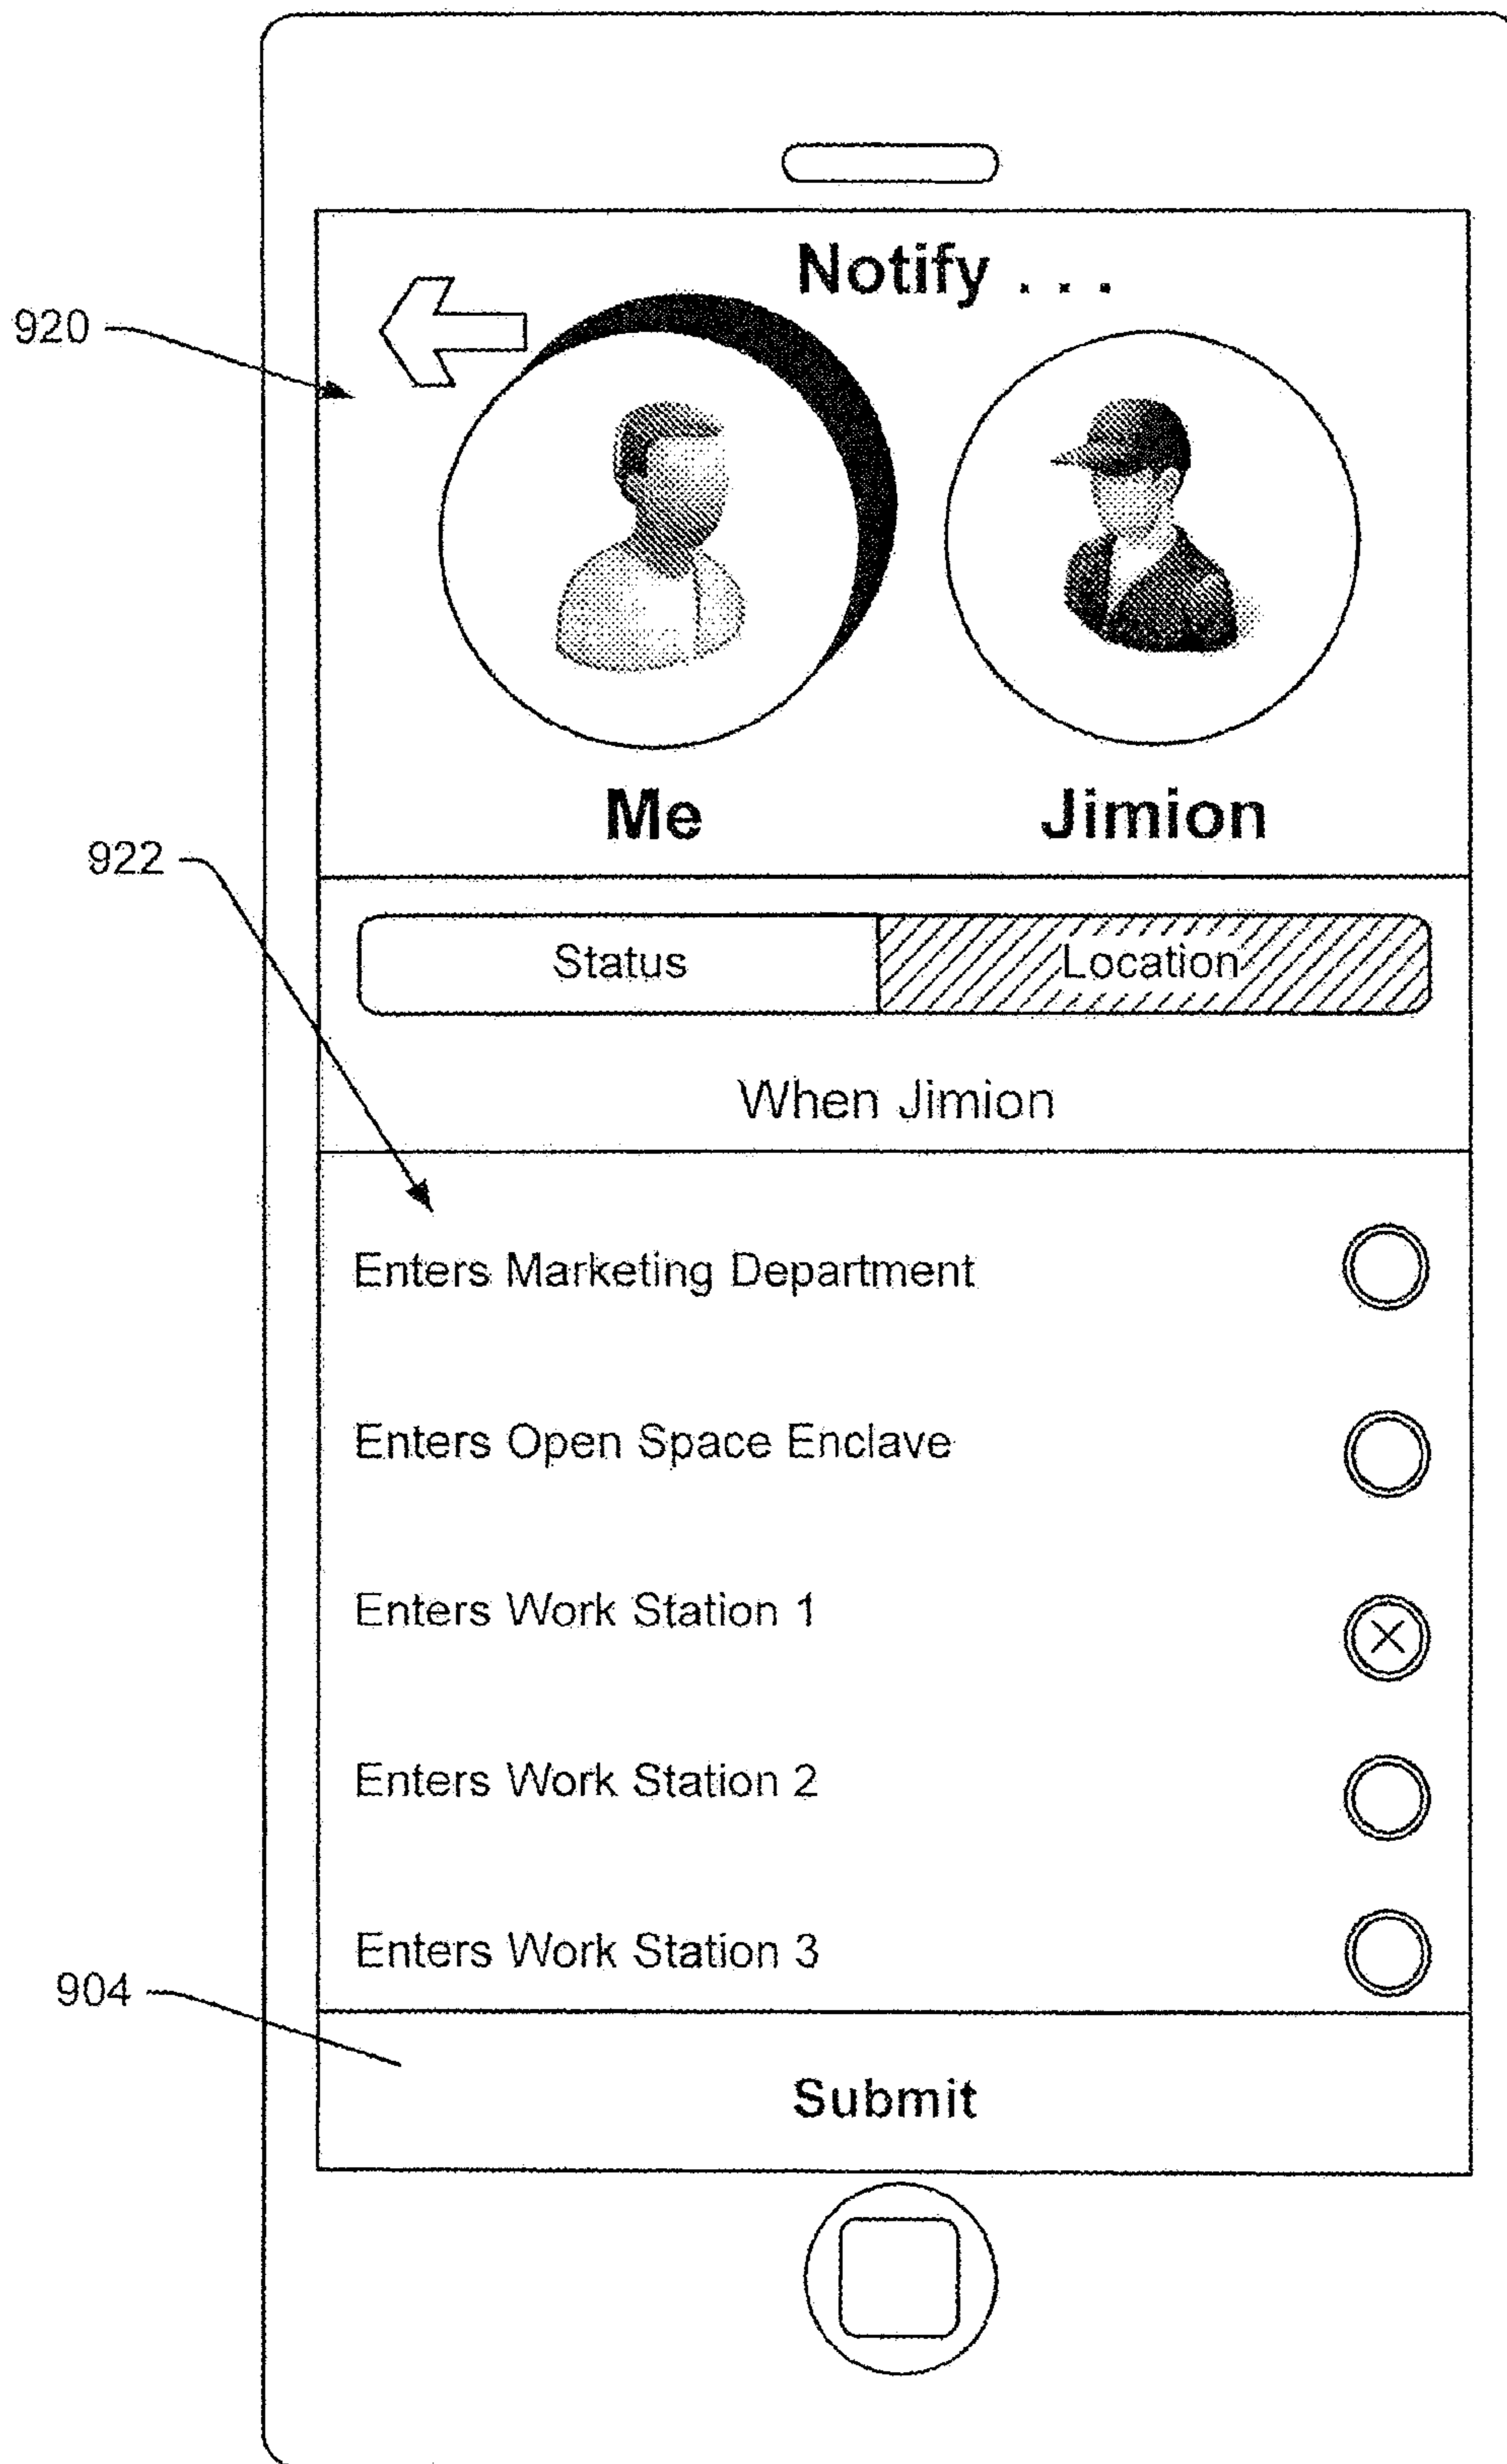 Notify . . .
920
Me
Jimion
922
Status
Location
When Jimion
Enters Marketing Department
Enters Open Space Enclave
Enters Work Station 1
Enters Work Station 2
Enters Work Station 3
904
Submit